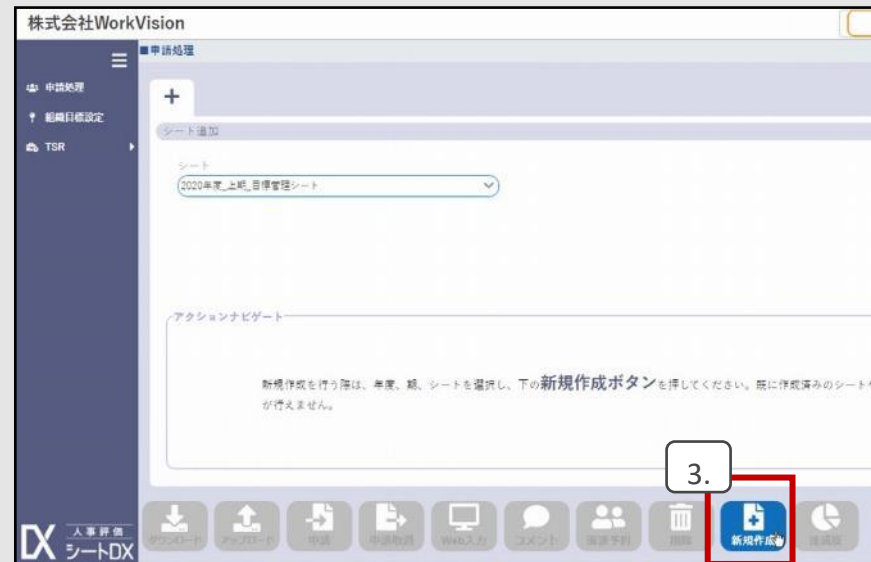 株式会社WorkVision
■申請処理
申請処理
組織目標設定
TSR
+
シート追加
シート
2020年度_上期_目標管理シート
アクションナビゲート
新規作成を行う際は、年度、期、シートを選択し、下の新規作成ボタンを押してください。既に作成済みのシート
が行えません。
3.
ダウンロード
アップロード
申請
申請取消
Web入力
コメント
面談予約
削除
新規作成
達成度
DX 人事評価
シートDX